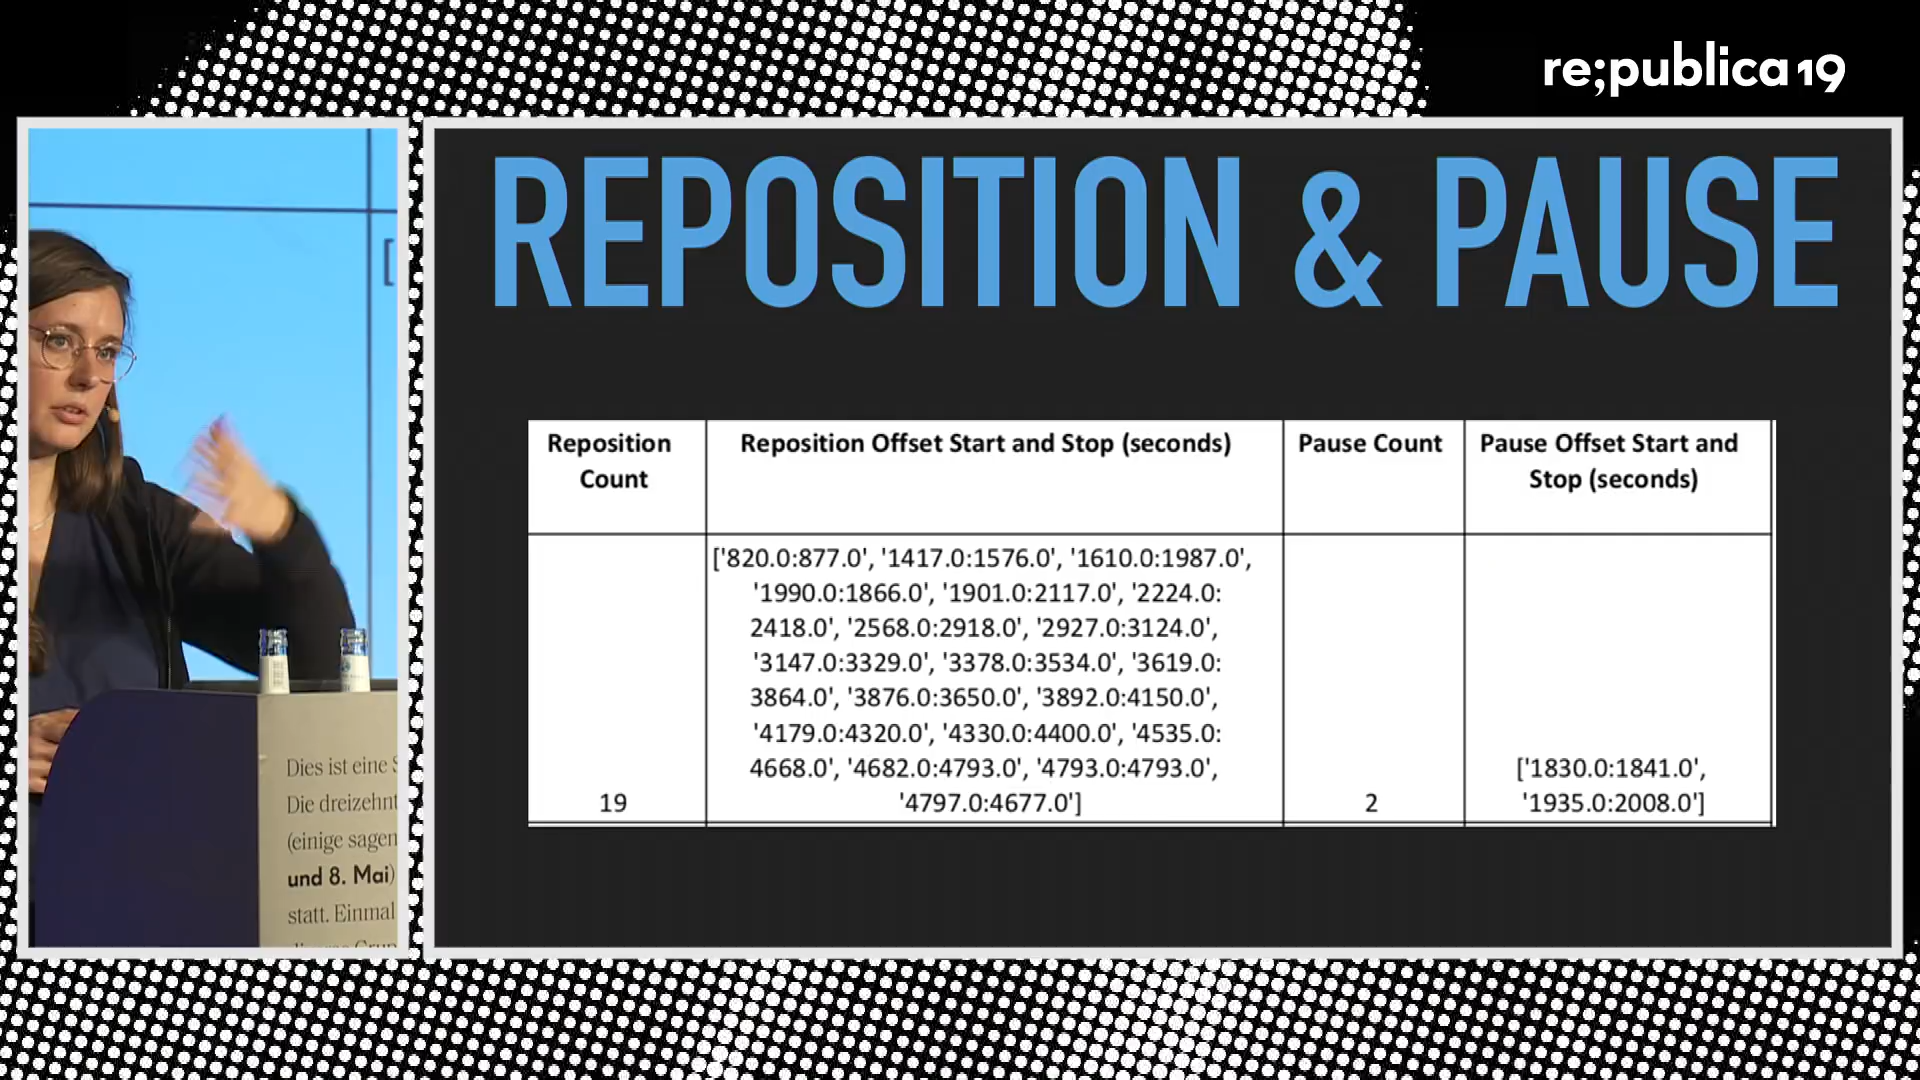 re;publica 19
REPOSITION & PAUSE
Reposition Count
Reposition Offset Start and Stop (seconds)
Pause Count
Pause Offset Start and Stop (seconds)
19
['820.0:877.0', '1417.0:1576.0', '1610.0:1987.0',
'1990.0:1866.0', '1901.0:2117.0', '2224.0:
2418.0', '2568.0:2918.0', '2927.0:3124.0',
'3147.0:3329.0', '3378.0:3534.0', '3619.0:
3864.0', '3876.0:3650.0', '3892.0:4150.0',
'4179.0:4320.0', '4330.0:4400.0', '4535.0:
4668.0', '4682.0:4793.0', '4793.0:4793.0',
'4797.0:4677.0']
2
['1830.0:1841.0',
'1935.0:2008.0']
Dies ist eine
Die dreizehnt
(einige sagen
und 8. Mai)
statt. Einmal